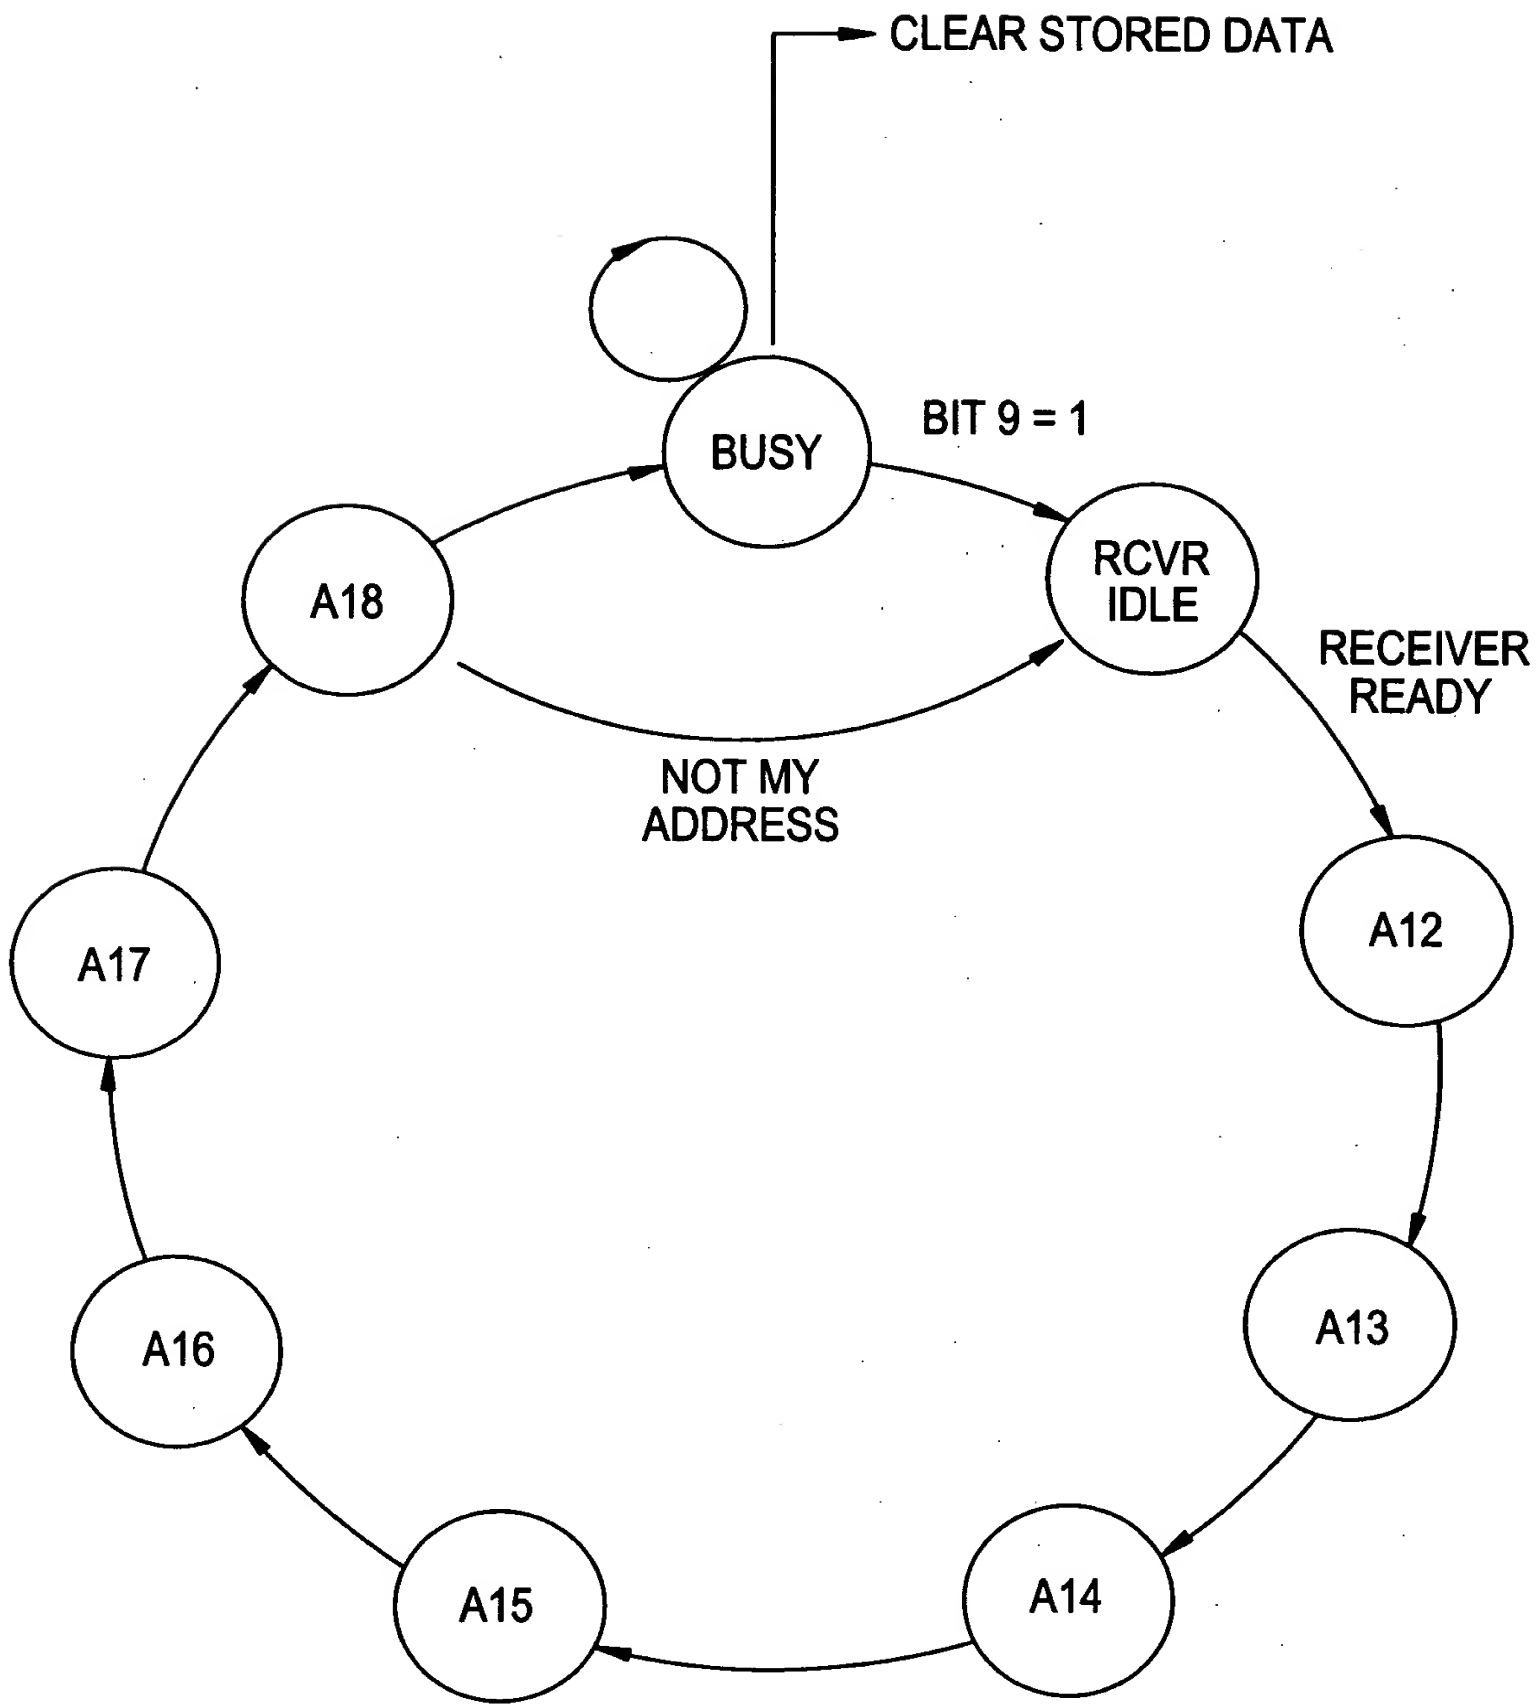 CLEAR STORED DATA
BIT 9 = 1
BUSY
RCVR
IDLE
A18
RECEIVER
READY
NOT MY
ADDRESS
A12
A17
A13
A16
A14
A15